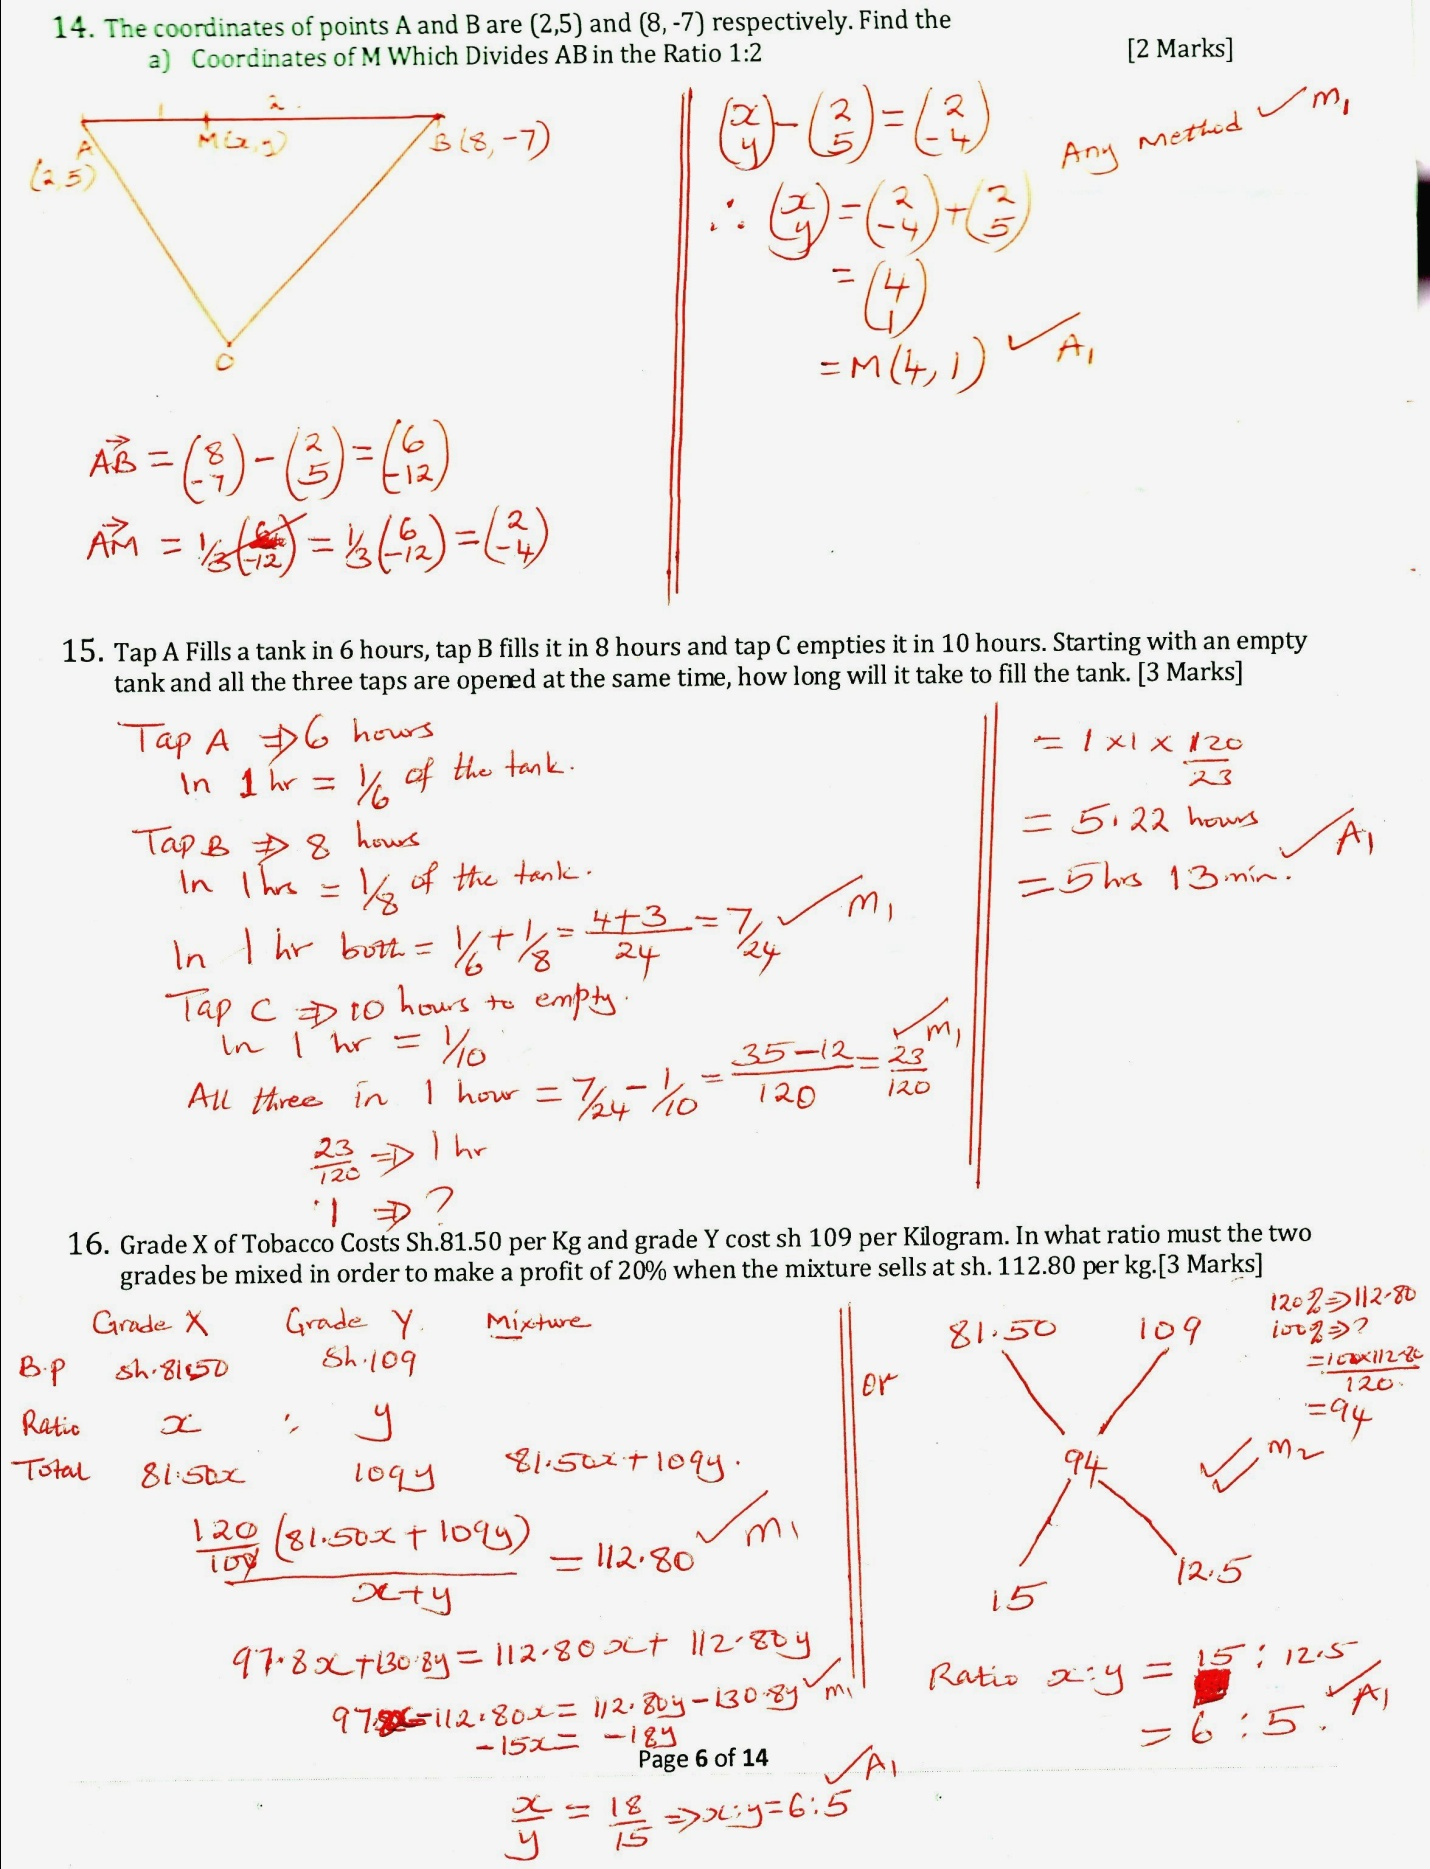 14. The coordinates of points A and B are (2,5) and (8, -7) respectively. Find the
a) Coordinates of M Which Divides AB in the Ratio 1:2 [2 Marks]
1 2
A M(x,y) B(8,-7)
(2,5)
O
AB = (8 -7) - (2 5) = (6 -12)
AM = 1/3(6 -12) = 1/3(6 -12) = (2 -4)
(x y) - (2 5) = (2 -4) Any method ✓ M1
∴ (x y) = (2 -4) + (2 5)
= (4 1)
= M(4, 1) ✓ A1
15. Tap A Fills a tank in 6 hours, tap B fills it in 8 hours and tap C empties it in 10 hours. Starting with an empty
tank and all the three taps are opened at the same time, how long will it take to fill the tank. [3 Marks]
Tap A ⇒ 6 hours
In 1 hr = 1/6 of the tank.
Tap B ⇒ 8 hours
In 1 hrs = 1/8 of the tank.
In 1 hr both = 1/6 + 1/8 = 4+3/24 = 7/24 ✓ M1
Tap C ⇒ 10 hours to empty.
In 1 hr = 1/10
All three in 1 hour = 7/24 - 1/10 = 35-12/120 = 23/120 ✓ M1
23/120 ⇒ 1 hr
1 ⇒ ?
= 1 x 1 x 120/23
= 5.22 hours
= 5 hrs 13 min. ✓ A1
16. Grade X of Tobacco Costs Sh.81.50 per Kg and grade Y cost sh 109 per Kilogram. In what ratio must the two
grades be mixed in order to make a profit of 20% when the mixture sells at sh. 112.80 per kg.[3 Marks]
Grade X Grade Y. Mixture
B.P Sh.81.50 Sh.109
Ratio x : y
Total 81.50x 109y 81.50x + 109y.
120/100 (81.50x + 109y) / x+y = 112.80 ✓ M1
97.8x + 130.8y = 112.80x + 112.80y
97.8x - 112.80x = 112.80y - 130.8y ✓ M1
-15x = -18y
Page 6 of 14
x/y = 18/15 ⇒ x:y = 6:5 ✓ A1
or
81.50 109
94
15 12.5
120% ⇒ 112.80
100% ⇒ ?
= 100x112.80/120
= 94
✓✓ M2
Ratio x:y = 15 : 12.5
= 6 : 5. ✓ A1